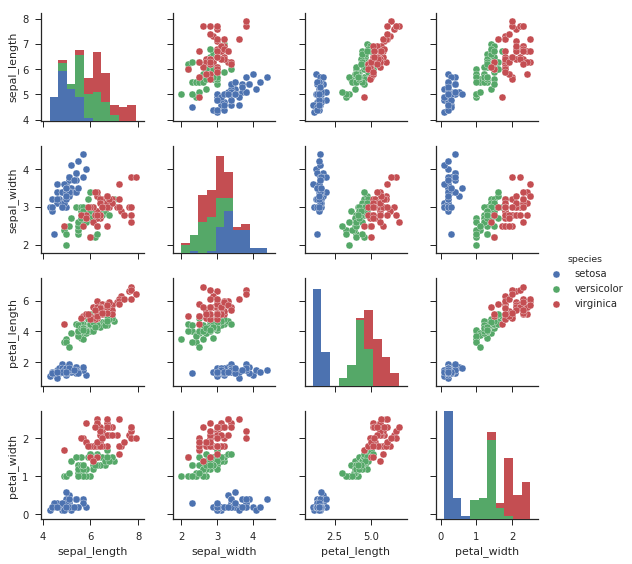 8
7
6
5
4
sepal_length
4
3
2
sepal_width
species
setosa
versicolor
virginica
6
4
2
petal_length
2
1
0
petal_width
4 6 8
2 3 4
2.5 5.0
0 1 2
sepal_length
sepal_width
petal_length
petal_width